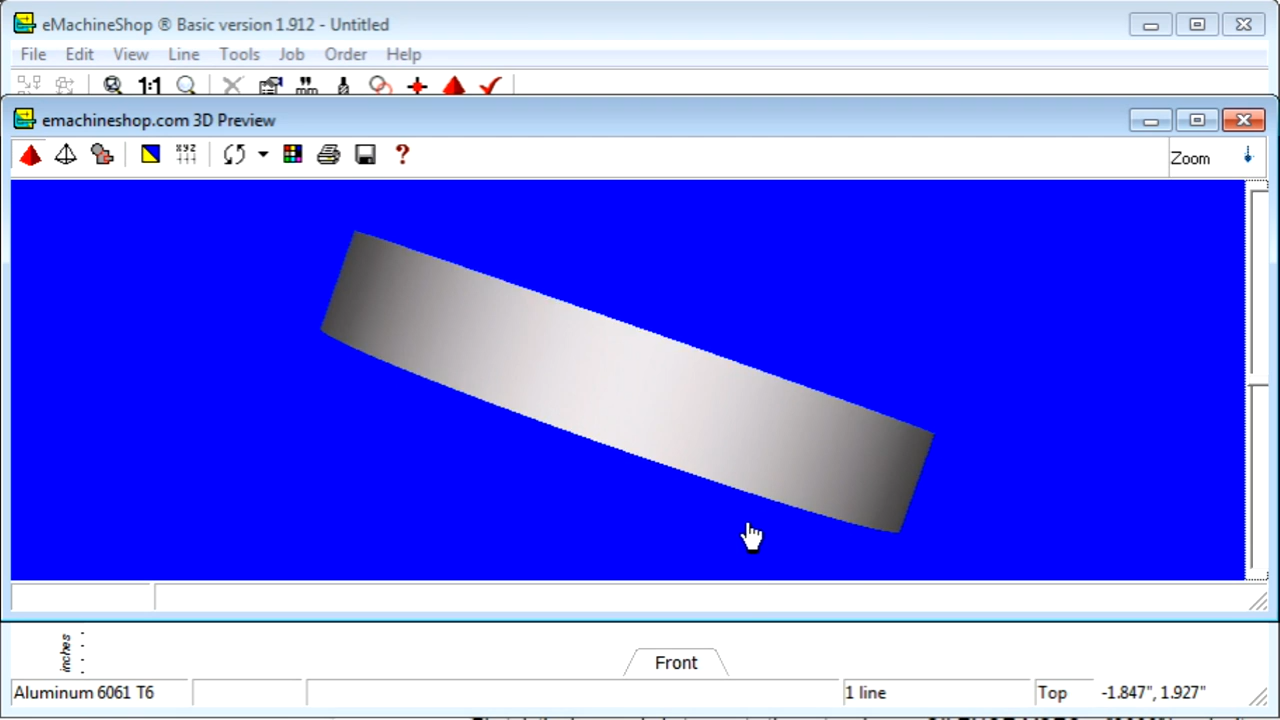 eMachineShop ® Basic version 1.912 - Untitled
File Edit View Line Tools Job Order Help
1:1
emachineshop.com 3D Preview
x y z
?
Zoom
inches
Front
Aluminum 6061 T6
1 line
Top
-1.847", 1.927"